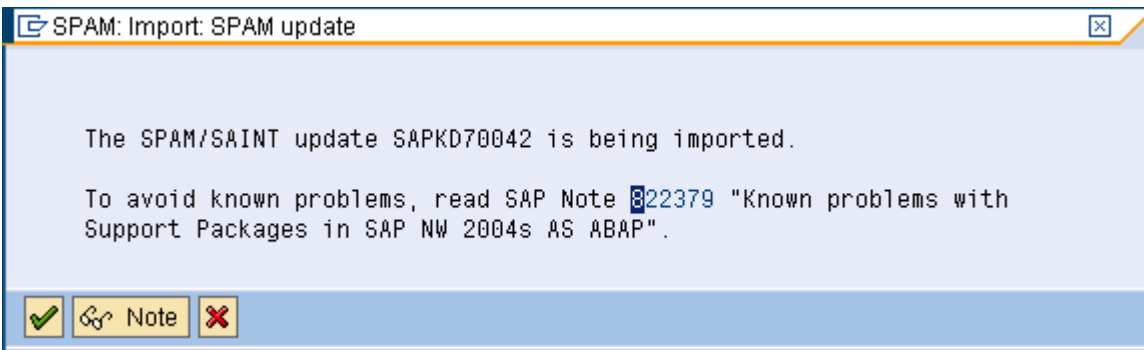 SPAM: Import: SPAM update
The SPAM/SAINT update SAPKD70042 is being imported.
To avoid known problems, read SAP Note 822379 "Known problems with
Support Packages in SAP NW 2004s AS ABAP".
Note